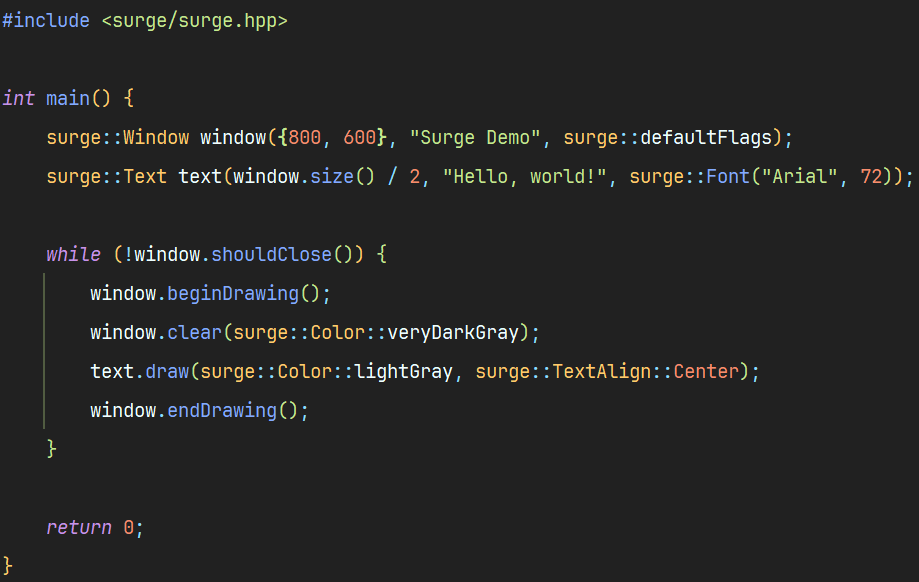 #include <surge/surge.hpp>
int main() {
    surge::Window window({800, 600}, "Surge Demo", surge::defaultFlags);
    surge::Text text(window.size() / 2, "Hello, world!", surge::Font("Arial", 72));
    while (!window.shouldClose()) {
        window.beginDrawing();
        window.clear(surge::Color::veryDarkGray);
        text.draw(surge::Color::lightGray, surge::TextAlign::Center);
        window.endDrawing();
    }
    return 0;
}